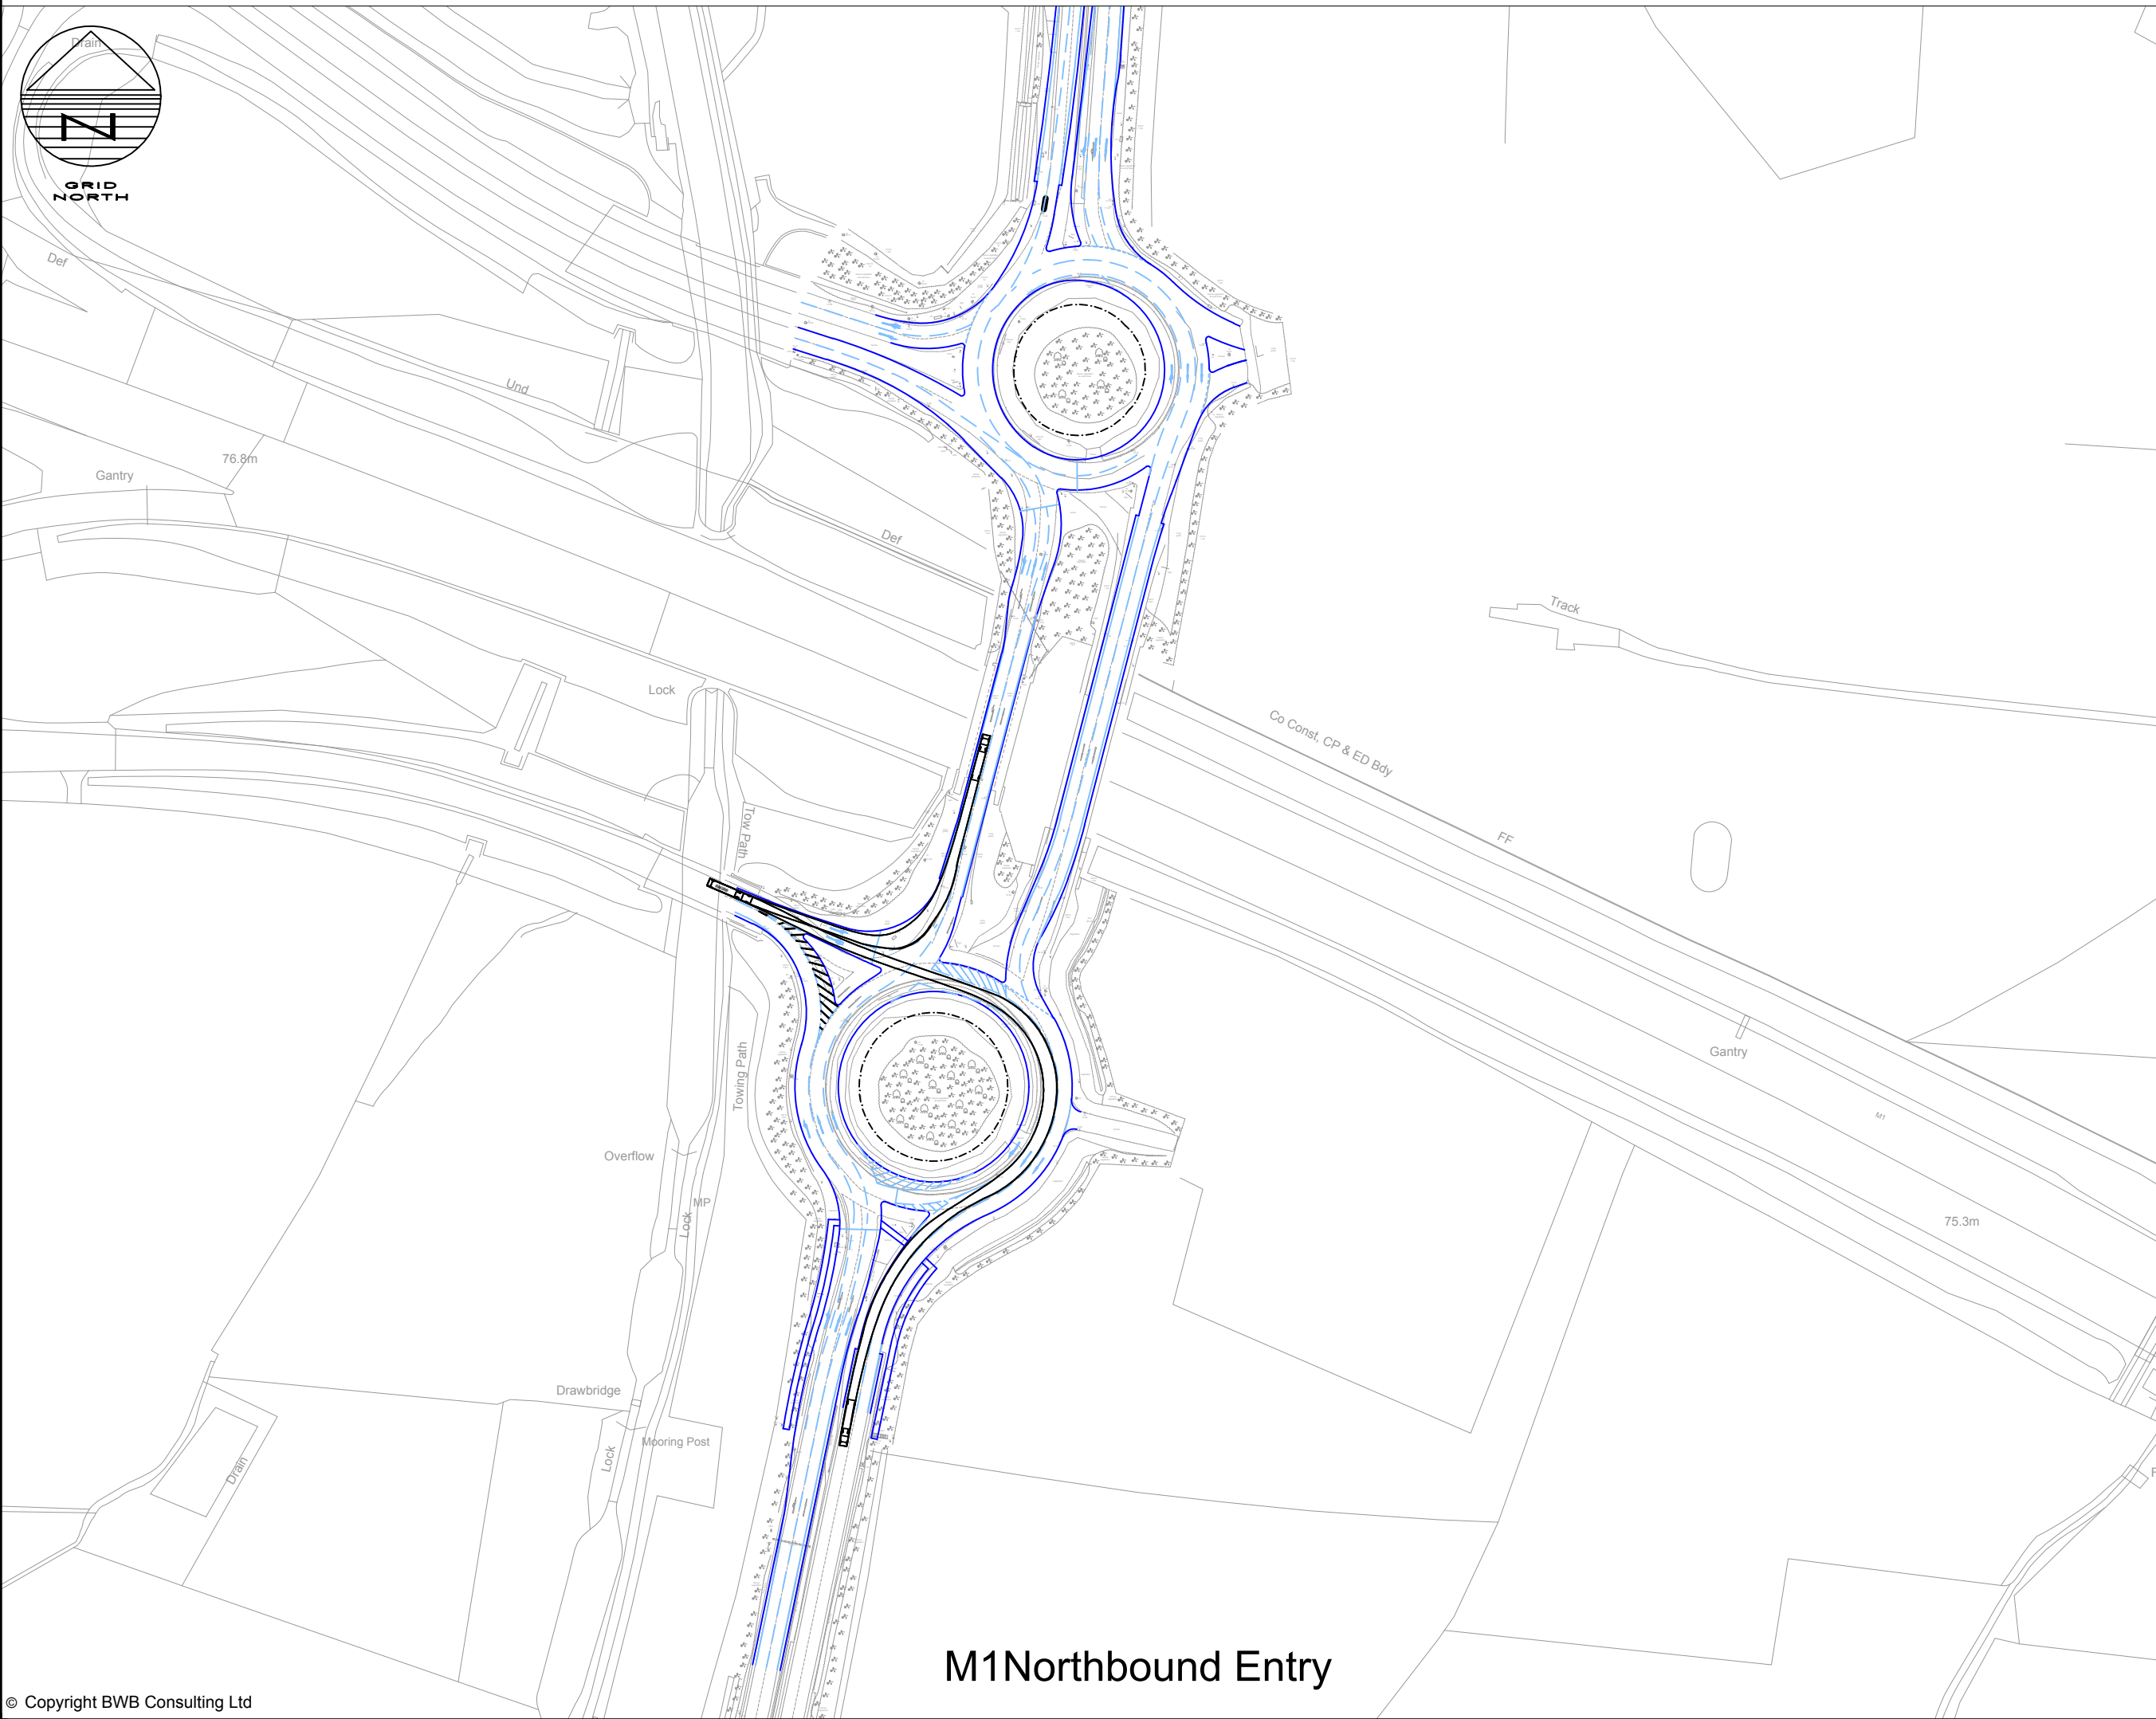 Drain
N
GRID
NORTH
Def
Und
76.8m
Gantry
Def
Track
Lock
Co Const, CP & ED Bdy
Tow Path
FF
Gantry
M1
Towing Path
Overflow
MP
Lock
75.3m
Drawbridge
Mooring Post
Lock
Drain
M1Northbound Entry
© Copyright BWB Consulting Ltd